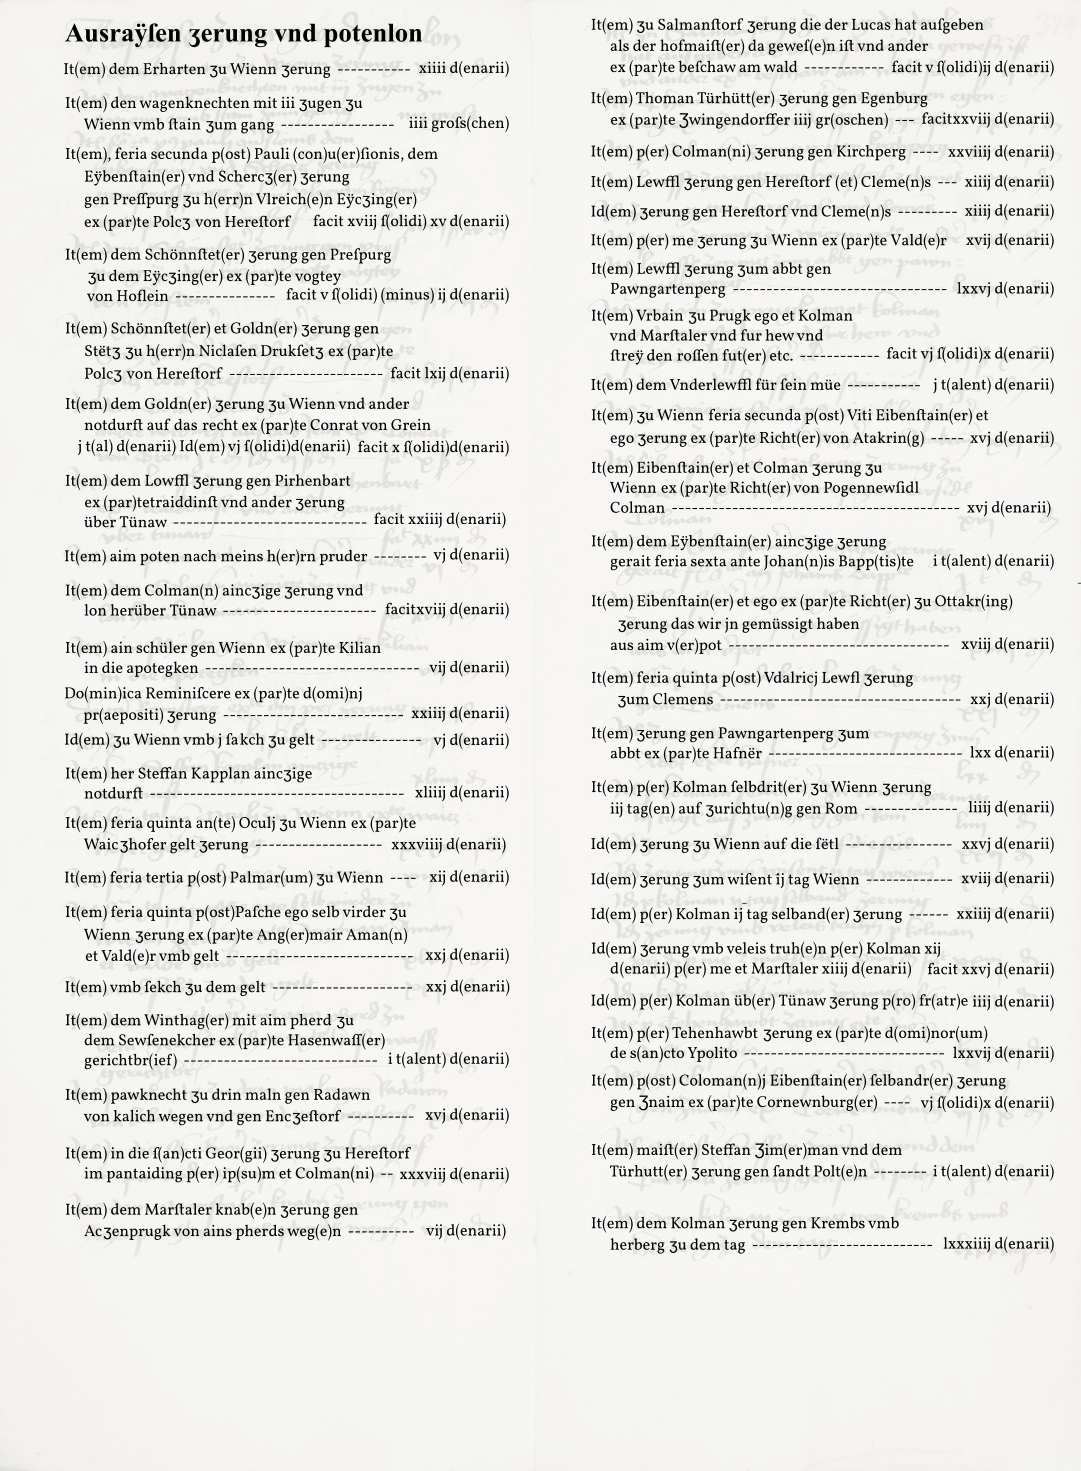 Ausraÿſen ʒerung vnd potenlon
It(em) dem Erharten ʒu Wienn ʒerung ---------- xiiii d(enarii)
It(em) den wagenknechten mit iii ʒugen ʒu
Wienn vmb ſtain ʒum gang ---------------- iiii groſs(chen)
It(em), feria secunda p(ost) Pauli (con)u(er)ſionis, dem
Eÿbenſtain(er) vnd Schercʒ(er) ʒerung
gen Preſſpurg ʒu h(err)n Vlreich(e)n Eÿcʒing(er)
ex (par)te Polcʒ von Hereſtorf facit xviij ſ(olidi) xv d(enarii)
It(em) dem Schönnſtet(er) ʒerung gen Preſpurg
ʒu dem Eÿcʒing(er) ex (par)te vogtey
von Hoflein -------------- facit v ſ(olidi) (minus) ij d(enarii)
It(em) Schönnſtet(er) et Goldn(er) ʒerung gen
Stëtʒ ʒu h(err)n Niclaſen Drukſetʒ ex (par)te
Polcʒ von Hereſtorf ---------------------- facit lxij d(enarii)
It(em) dem Goldn(er) ʒerung ʒu Wienn vnd ander
notdurft auf das recht ex (par)te Conrat von Grein
j t(al) d(enarii) Id(em) vj ſ(olidi)d(enarii) facit x ſ(olidi)d(enarii)
It(em) dem Lowffl ʒerung gen Pirhenbart
ex (par)tetraiddinſt vnd ander ʒerung
über Tünaw --------------------------- facit xxiiij d(enarii)
It(em) aim poten nach meins h(er)rn pruder -------- vj d(enarii)
It(em) dem Colman(n) aincʒige ʒerung vnd
lon herüber Tünaw ---------------------- facitxviij d(enarii)
It(em) ain schüler gen Wienn ex (par)te Kilian
in die apotegken ------------------------------ vij d(enarii)
Do(min)ica Reminiſcere ex (par)te d(omi)nj
pr(aepositi) ʒerung -------------------------- xxiiij d(enarii)
Id(em) ʒu Wienn vmb j ſakch ʒu gelt -------------- vj d(enarii)
It(em) her Steffan Kapplan aincʒige
notdurft ------------------------------------ xliiij d(enarii)
It(em) feria quinta an(te) Oculj ʒu Wienn ex (par)te
Waicʒhofer gelt ʒerung ------------------ xxxviiij d(enarii)
It(em) feria tertia p(ost) Palmar(um) ʒu Wienn ---- xij d(enarii)
It(em) feria quinta p(ost)Paſche ego selb virder ʒu
Wienn ʒerung ex (par)te Ang(er)mair Aman(n)
et Vald(e)r vmb gelt -------------------------- xxj d(enarii)
It(em) vmb ſekch ʒu dem gelt -------------------- xxj d(enarii)
It(em) dem Winthag(er) mit aim pherd ʒu
dem Sewſenekcher ex (par)te Hasenwaſſ(er)
gerichtbr(ief) --------------------------- i t(alent) d(enarii)
It(em) pawknecht ʒu drin maln gen Radawn
von kalich wegen vnd gen Encʒeſtorf ---------- xvj d(enarii)
It(em) in die ſ(an)cti Geor(gii) ʒerung ʒu Hereſtorf
im pantaiding p(er) ip(su)m et Colman(ni) -- xxxviij d(enarii)
It(em) dem Marſtaler knab(e)n ʒerung gen
Acʒenprugk von ains pherds weg(e)n ---------- vij d(enarii)
It(em) ʒu Salmanſtorf ʒerung die der Lucas hat auſgeben
als der hofmaiſt(er) da geweſ(e)n iſt vnd ander
ex (par)te beſchaw am wald ----------- facit v ſ(olidi)ij d(enarii)
It(em) Thoman Türhütt(er) ʒerung gen Egenburg
ex (par)te Ʒwingendorffer iiij gr(oschen) --- facitxxviij d(enarii)
It(em) p(er) Colman(ni) ʒerung gen Kirchperg ---- xxviiij d(enarii)
It(em) Lewffl ʒerung gen Hereſtorf (et) Cleme(n)s --- xiiij d(enarii)
Id(em) ʒerung gen Hereſtorf vnd Cleme(n)s --------- xiiij d(enarii)
It(em) p(er) me ʒerung ʒu Wienn ex (par)te Vald(e)r xvij d(enarii)
It(em) Lewffl ʒerung ʒum abbt gen
Pawngartenperg ------------------------------ lxxvj d(enarii)
It(em) Vrbain ʒu Prugk ego et Kolman
vnd Marſtaler vnd fur hew vnd
ſtreÿ den roſſen fut(er) etc. ----------- facit vj ſ(olidi)x d(enarii)
It(em) dem Vnderlewffl für ſein müe ----------- j t(alent) d(enarii)
It(em) ʒu Wienn feria secunda p(ost) Viti Eibenſtain(er) et
ego ʒerung ex (par)te Richt(er) von Atakrin(g) ----- xvj d(enarii)
It(em) Eibenſtain(er) et Colman ʒerung ʒu
Wienn ex (par)te Richt(er) von Pogennewſidl
Colman ---------------------------------------- xvj d(enarii)
It(em) dem Eÿbenſtain(er) aincʒige ʒerung
gerait feria sexta ante Johan(n)is Bapp(tis)te i t(alent) d(enarii)
It(em) Eibenſtain(er) et ego ex (par)te Richt(er) ʒu Ottakr(ing)
ʒerung das wir jn gemüssigt haben
aus aim v(er)pot ------------------------------- xviij d(enarii)
It(em) feria quinta p(ost) Vdalricj Lewfl ʒerung
ʒum Clemens ---------------------------------- xxj d(enarii)
It(em) ʒerung gen Pawngartenperg ʒum
abbt ex (par)te Hafnër --------------------------- lxx d(enarii)
It(em) p(er) Kolman ſelbdrit(er) ʒu Wienn ʒerung
iij tag(en) auf ʒurichtu(n)g gen Rom ------------- liiij d(enarii)
Id(em) ʒerung ʒu Wienn auf die ſëtl --------------- xxvj d(enarii)
Id(em) ʒerung ʒum wiſent ij tag Wienn ------------ xviij d(enarii)
Id(em) p(er) Kolman ij tag selband(er) ʒerung ------ xxiiij d(enarii)
Id(em) ʒerung vmb veleis truh(e)n p(er) Kolman xij
d(enarii) p(er) me et Marſtaler xiiij d(enarii) facit xxvj d(enarii)
Id(em) p(er) Kolman üb(er) Tünaw ʒerung p(ro) fr(atr)e iiij d(enarii)
It(em) p(er) Tehenhawbt ʒerung ex (par)te d(omi)nor(um)
de s(an)cto Ypolito ---------------------------- lxxvij d(enarii)
It(em) p(ost) Coloman(n)j Eibenſtain(er) ſelbandr(er) ʒerung
gen Ʒnaim ex (par)te Cornewnburg(er) ---- vj ſ(olidi)x d(enarii)
It(em) maiſt(er) Steffan Ʒim(er)man vnd dem
Türhutt(er) ʒerung gen ſandt Polt(e)n -------- i t(alent) d(enarii)
It(em) dem Kolman ʒerung gen Krembs vmb
herberg ʒu dem tag -------------------------- lxxxiiij d(enarii)